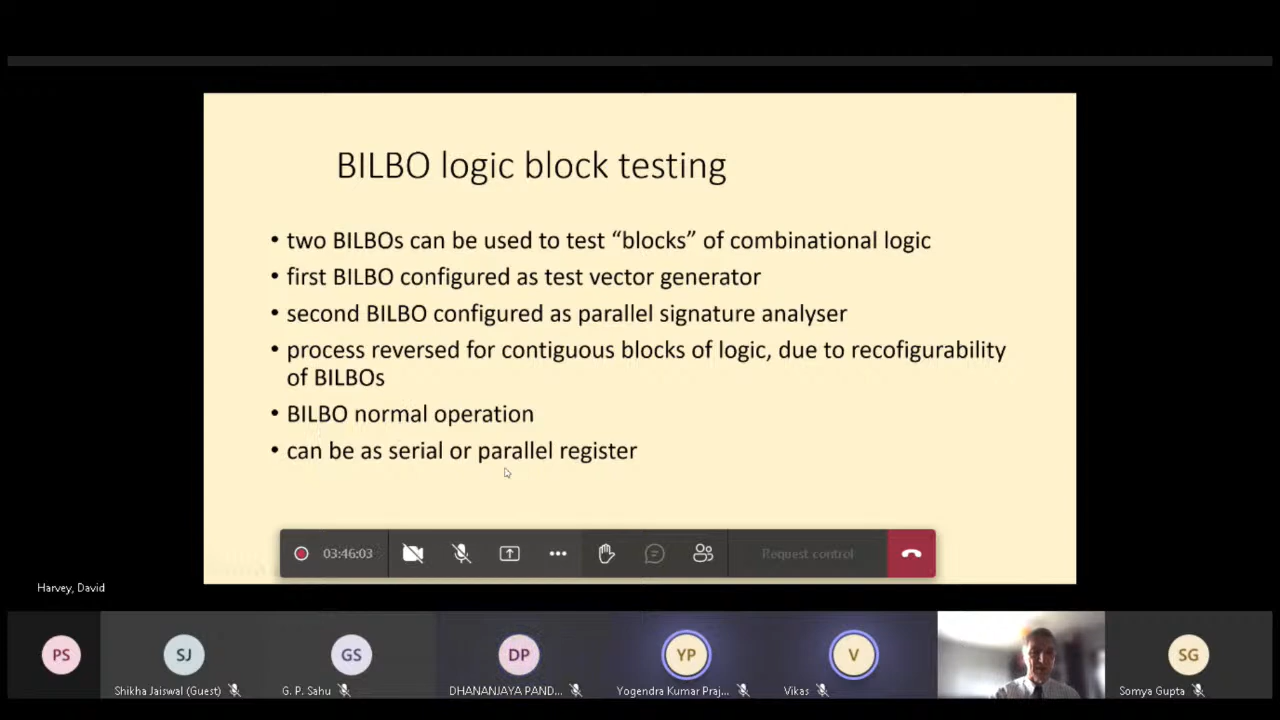 BILBO logic block testing
• two BILBOs can be used to test “blocks” of combinational logic
• first BILBO configured as test vector generator
• second BILBO configured as parallel signature analyser
• process reversed for contiguous blocks of logic, due to recofigurability
of BILBOs
• BILBO normal operation
• can be as serial or parallel register
03:46:03
Request control
Harvey, David
PS
SJ
GS
DP
YP
V
SG
Shikha Jaiswal (Guest)
G. P. Sahu
DHANANJAYA PAND...
Yogendra Kumar Praj...
Vikas
Somya Gupta